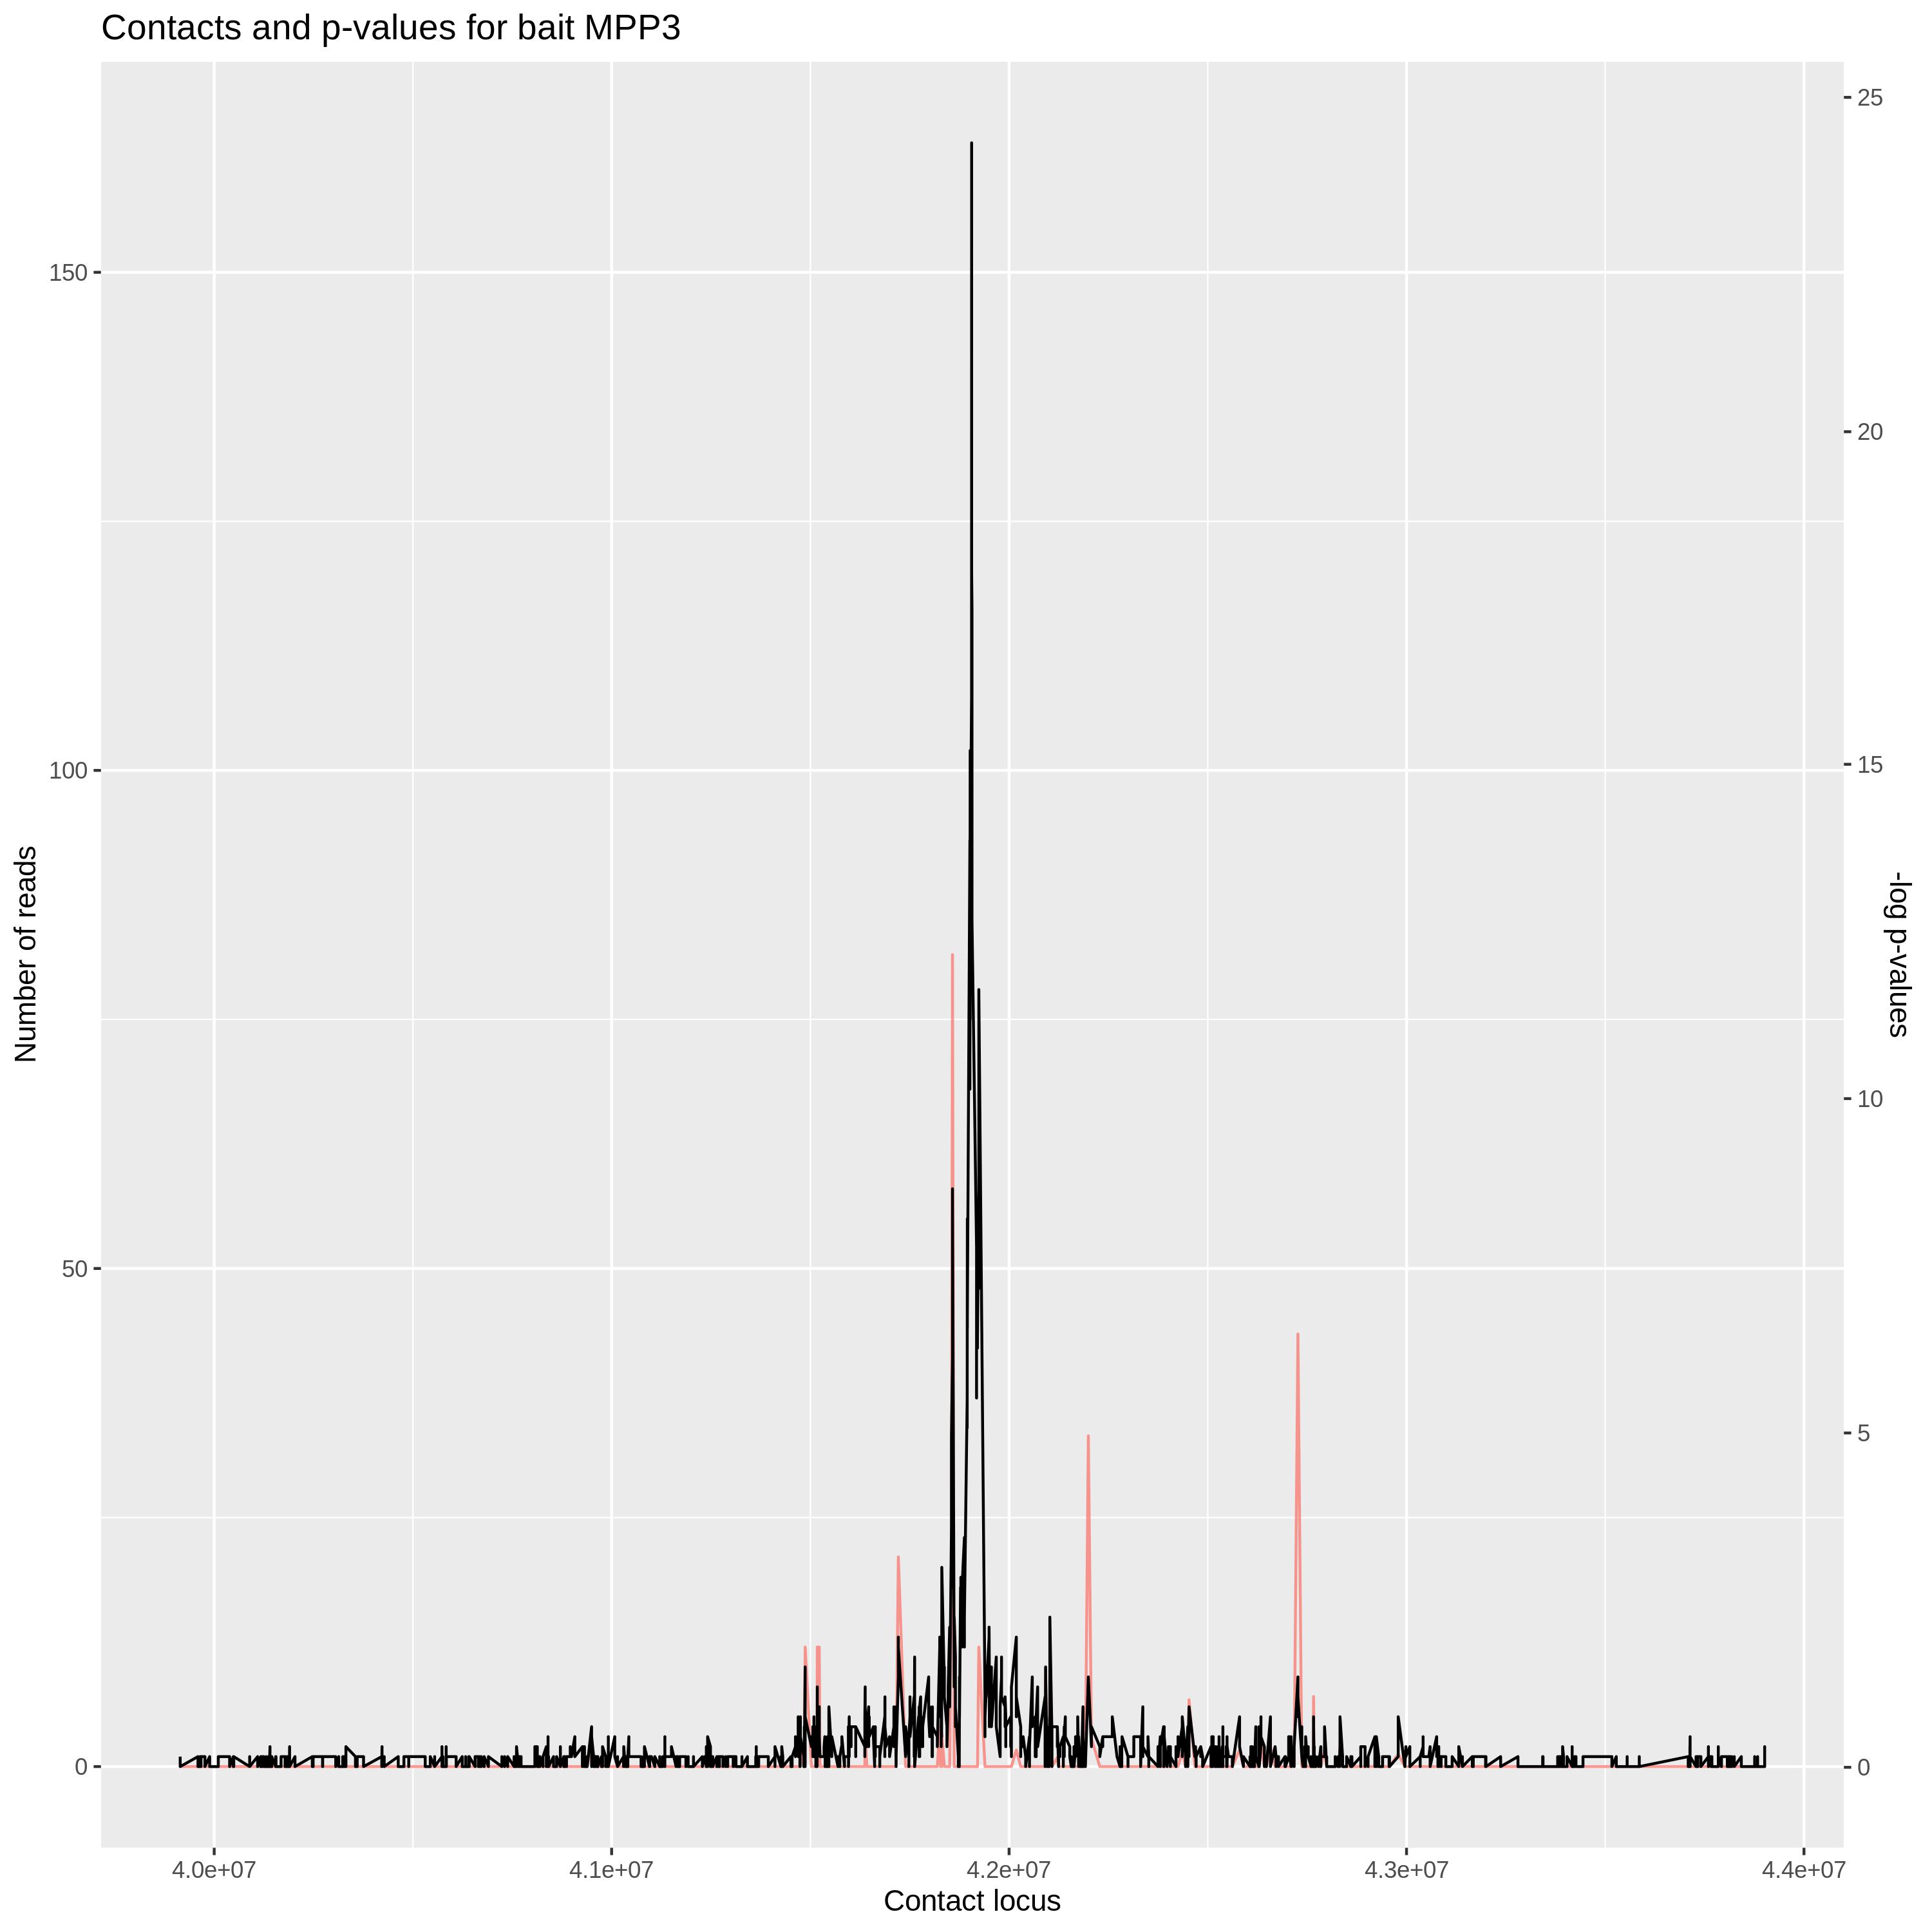 Contacts and p-values for bait MPP3
Number of reads
150
100
50
0
25
20
15
10
5
0
-log p-values
4.0e+07
4.1e+07
4.2e+07
4.3e+07
4.4e+07
Contact locus